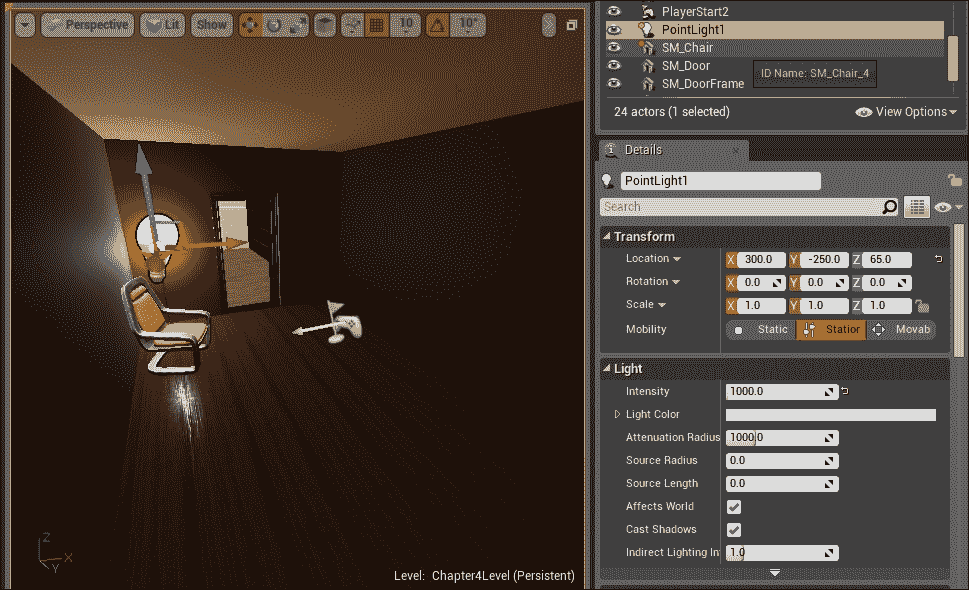 Perspective Lit Show 10 10°
PlayerStart2
PointLight1
SM_Chair
SM_Door
SM_DoorFrame
ID Name: SM_Chair_4
24 actors (1 selected) View Options
Details
PointLight1
Search
Transform
Location X 300.0 Y -250.0 Z 65.0
Rotation X 0.0 Y 0.0 Z 0.0
Scale X 1.0 Y 1.0 Z 1.0
Mobility Static Statior Movab
Light
Intensity 1000.0
Light Color
Attenuation Radius 1000.0
Source Radius 0.0
Source Length 0.0
Affects World
Cast Shadows
Indirect Lighting In 1.0
Z
X
Y
Level: Chapter4Level (Persistent)